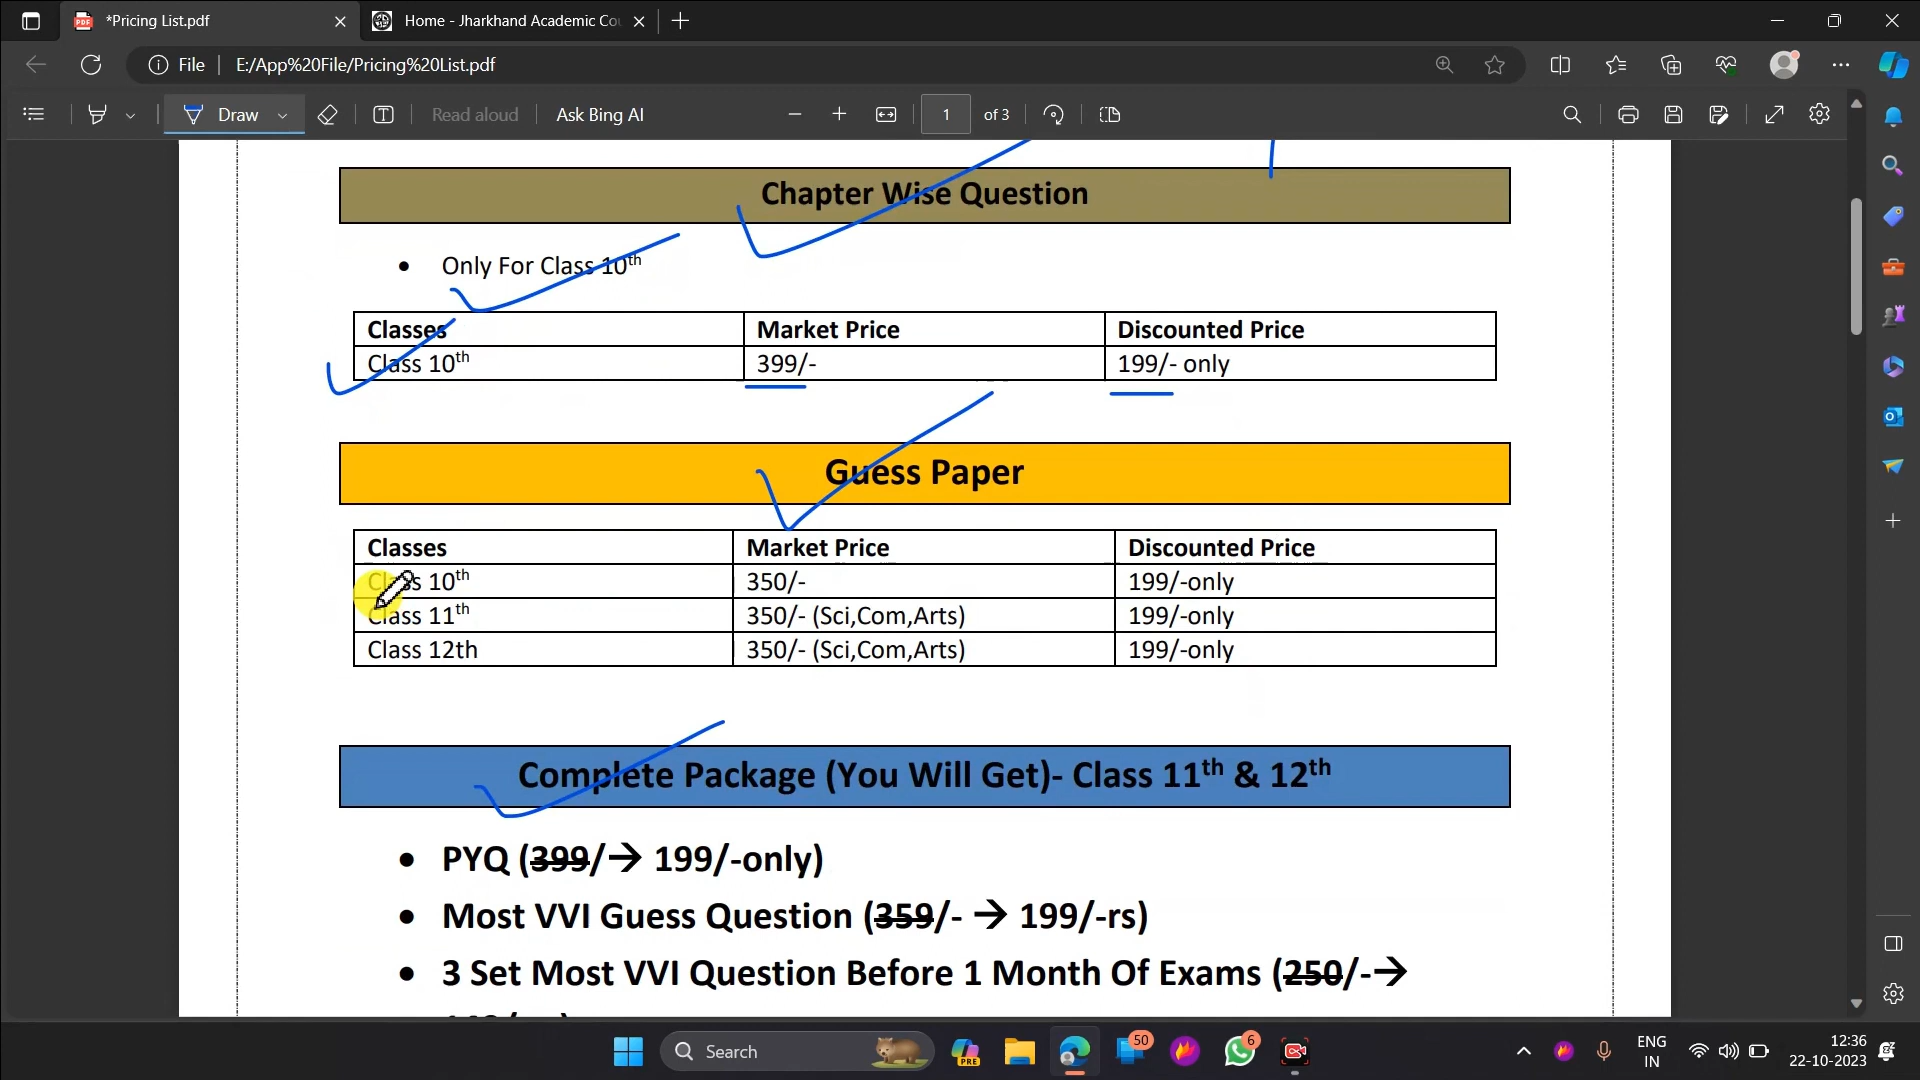 *Pricing List.pdf
Home - Jharkhand Academic Cou
File
E:/App%20File/Pricing%20List.pdf
Draw
Read aloud
Ask Bing AI
1 of 3
Chapter Wise Question
• Only For Class 10th
Classes Market Price Discounted Price
Class 10th 399/- 199/- only
Guess Paper
Classes Market Price Discounted Price
Class 10th 350/- 199/-only
Class 11th 350/- (Sci,Com,Arts) 199/-only
Class 12th 350/- (Sci,Com,Arts) 199/-only
Complete Package (You Will Get)- Class 11th & 12th
• PYQ (399/→ 199/-only)
• Most VVI Guess Question (359/- → 199/-rs)
• 3 Set Most VVI Question Before 1 Month Of Exams (250/-→
Search
PRE
50
6
ENG
IN
12:36
22-10-2023